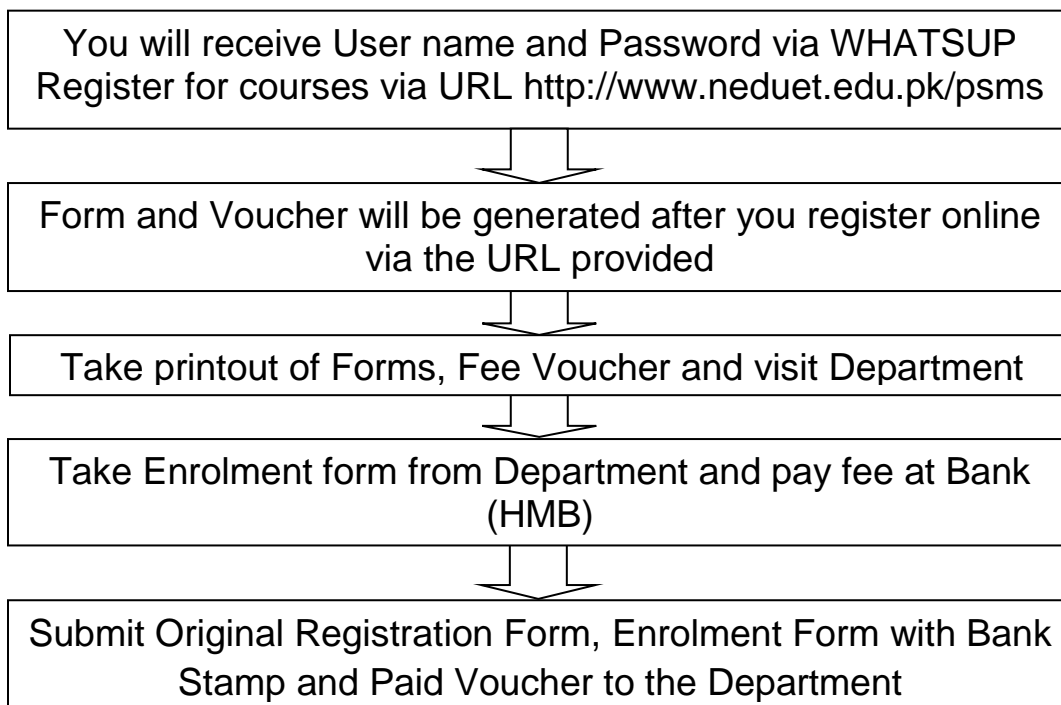 You will receive User name and Password via WHATSUP
Register for courses via URL http://www.neduet.edu.pk/psms
Form and Voucher will be generated after you register online
via the URL provided
Take printout of Forms, Fee Voucher and visit Department
Take Enrolment form from Department and pay fee at Bank
(HMB)
Submit Original Registration Form, Enrolment Form with Bank
Stamp and Paid Voucher to the Department